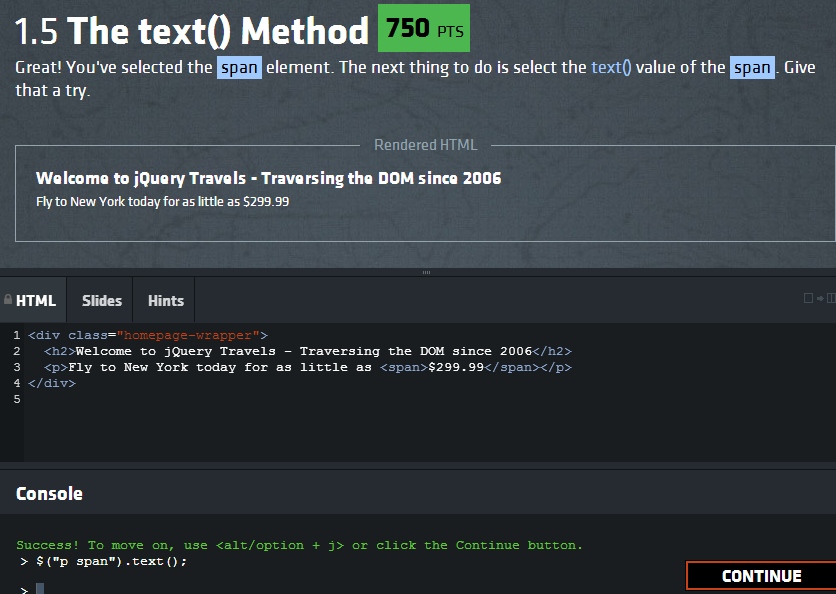 1.5 The text() Method 750 PTS
Great! You've selected the span element. The next thing to do is select the text() value of the span. Give
that a try.
Rendered HTML
Welcome to jQuery Travels - Traversing the DOM since 2006
Fly to New York today for as little as $299.99
HTML Slides Hints
1 <div class="homepage-wrapper">
2 <h2>Welcome to jQuery Travels - Traversing the DOM since 2006</h2>
3 <p>Fly to New York today for as little as <span>$299.99</span></p>
4 </div>
5
Console
Success! To move on, use <alt/option + j> or click the Continue button.
> $("p span").text();
CONTINUE
>